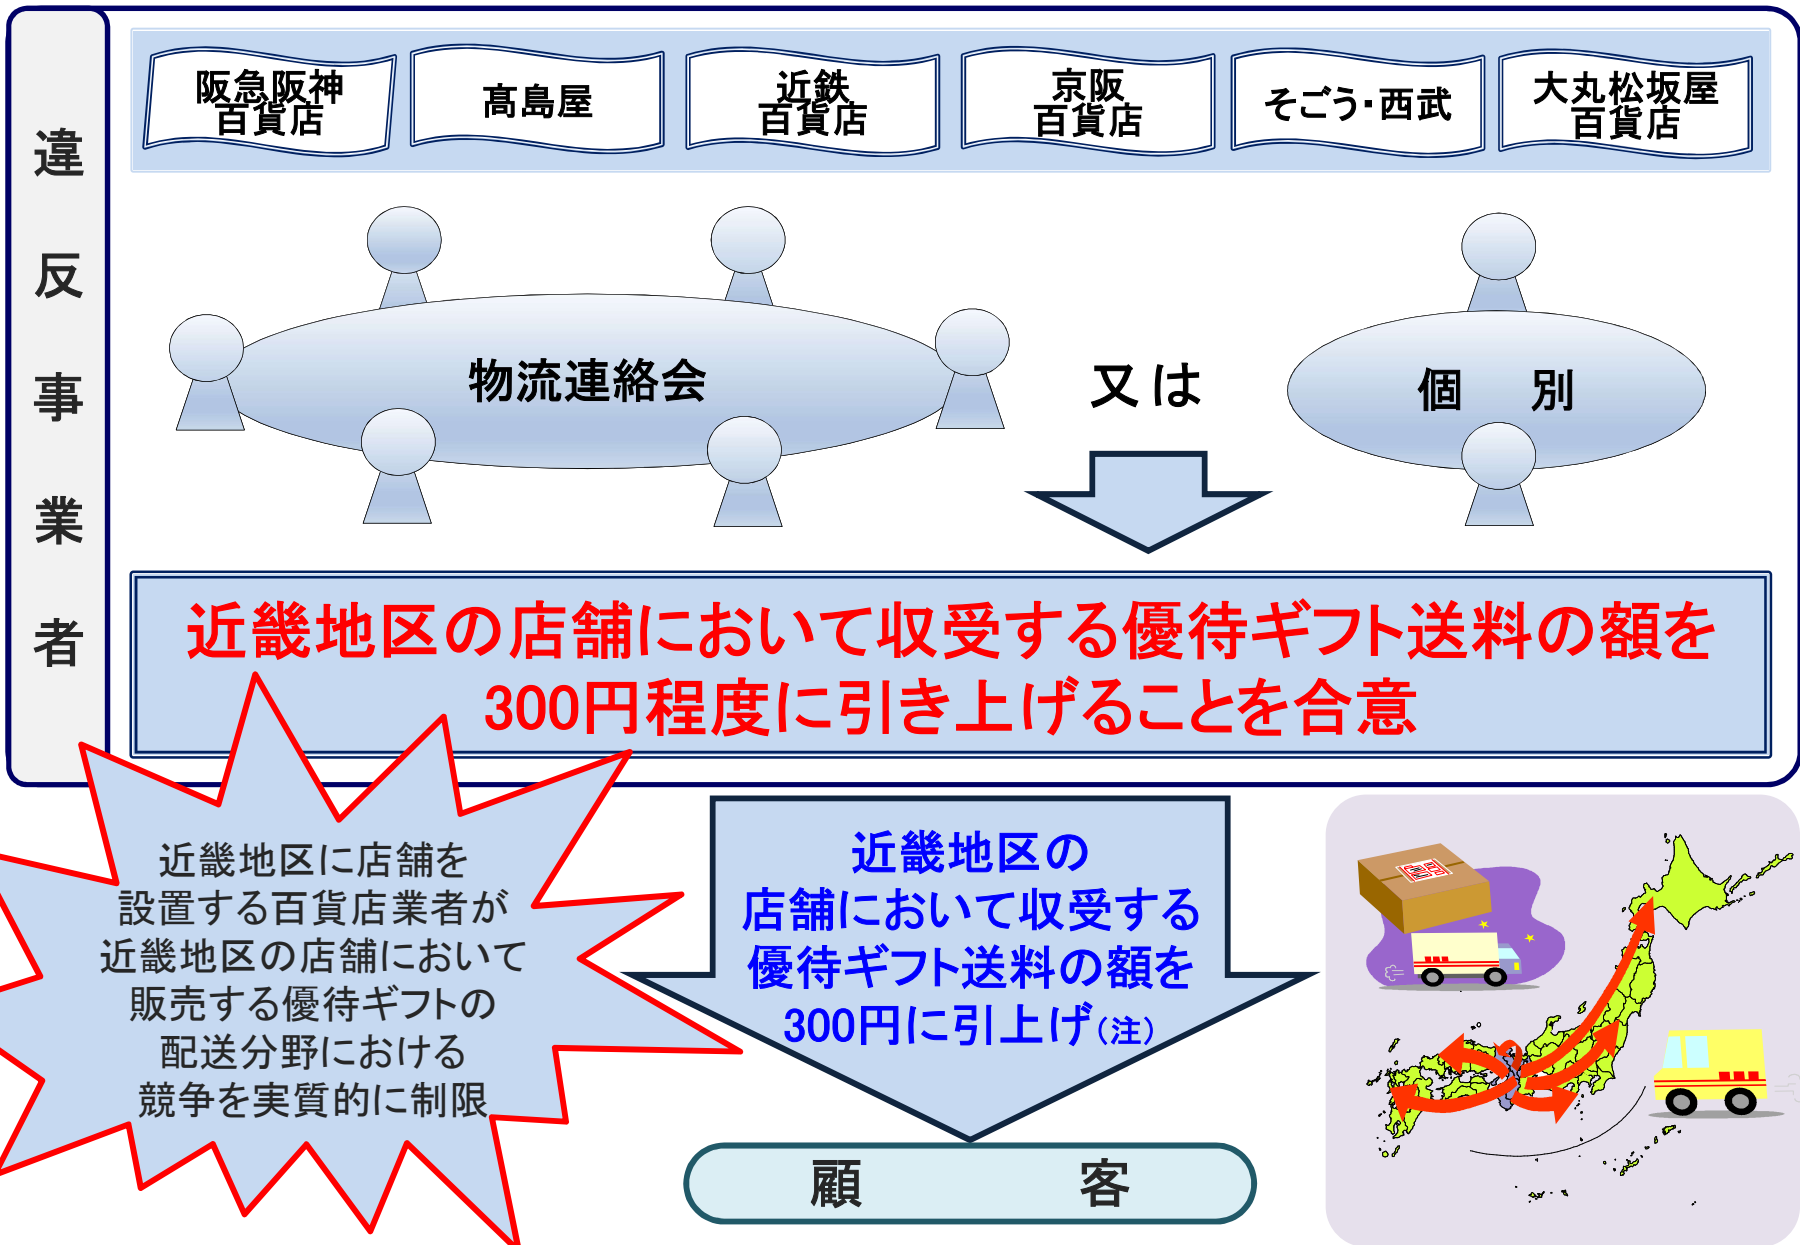 違反事業者
阪急阪神
百貨店
髙島屋
近鉄
百貨店
京阪
百貨店
そごう・西武
大丸松坂屋
百貨店
物流連絡会
又は
個　別
近畿地区の店舗において収受する優待ギフト送料の額を
300円程度に引き上げることを合意
近畿地区に店舗を
設置する百貨店業者が
近畿地区の店舗において
販売する優待ギフトの
配送分野における
競争を実質的に制限
近畿地区の
店舗において収受する
優待ギフト送料の額を
300円に引上げ（注）
顧　客